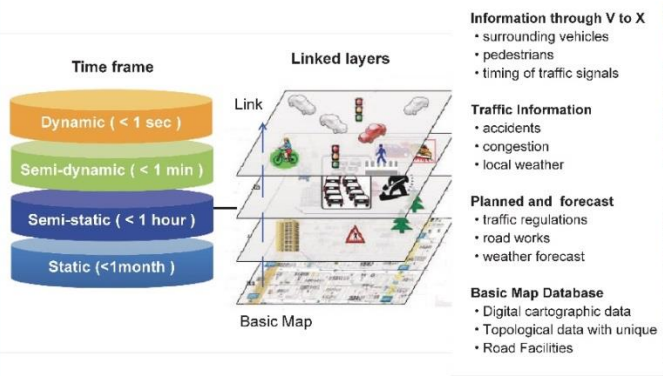 Time frame
Dynamic ( < 1 sec )
Semi-dynamic ( < 1 min )
Semi-static ( < 1 hour )
Static (<1month )
Linked layers
Link
Basic Map
Information through V to X
• surrounding vehicles
• pedestrians
• timing of traffic signals
Traffic Information
• accidents
• congestion
• local weather
Planned and forecast
• traffic regulations
• road works
• weather forecast
Basic Map Database
• Digital cartographic data
• Topological data with unique
• Road Facilities